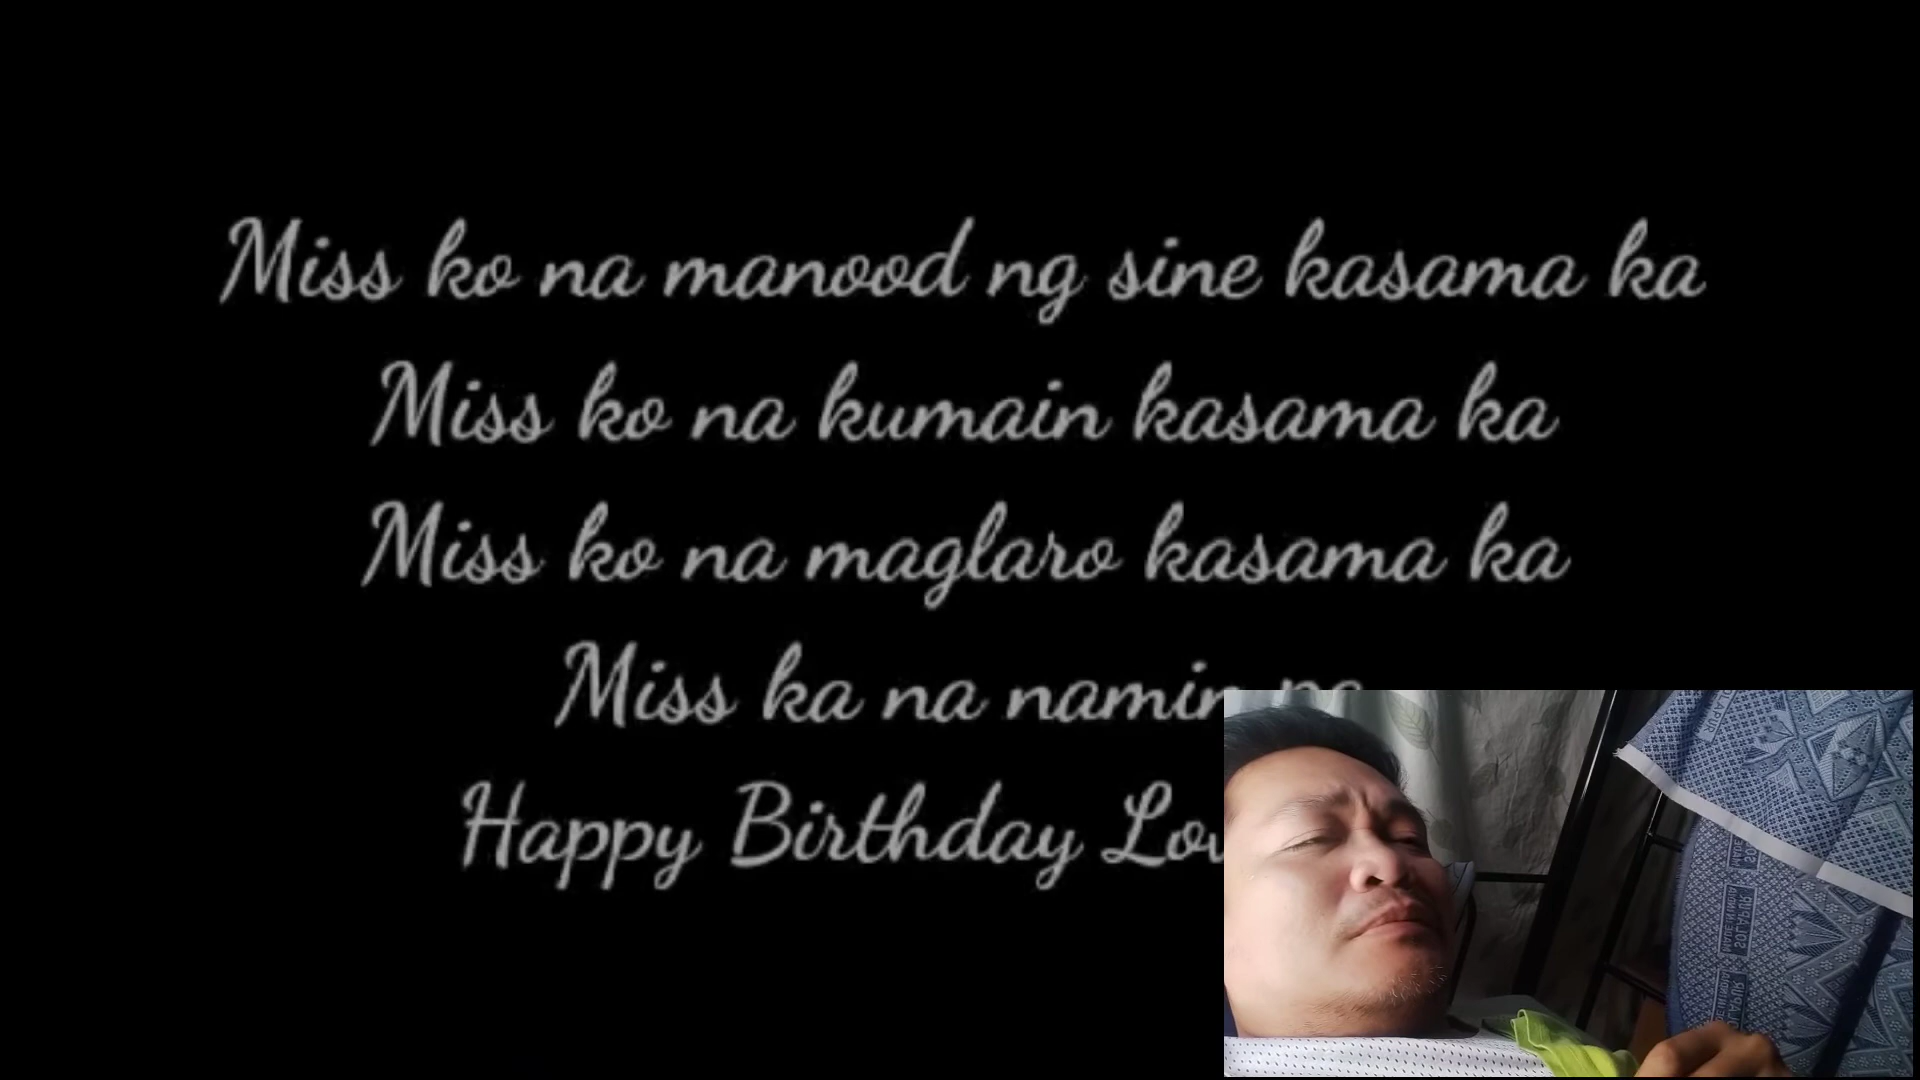 Miss ko na manood ng sine kasama ka
Miss ko na kumain kasama ka
Miss ko na maglaro kasama ka
Miss ka na namin
Happy Birthday